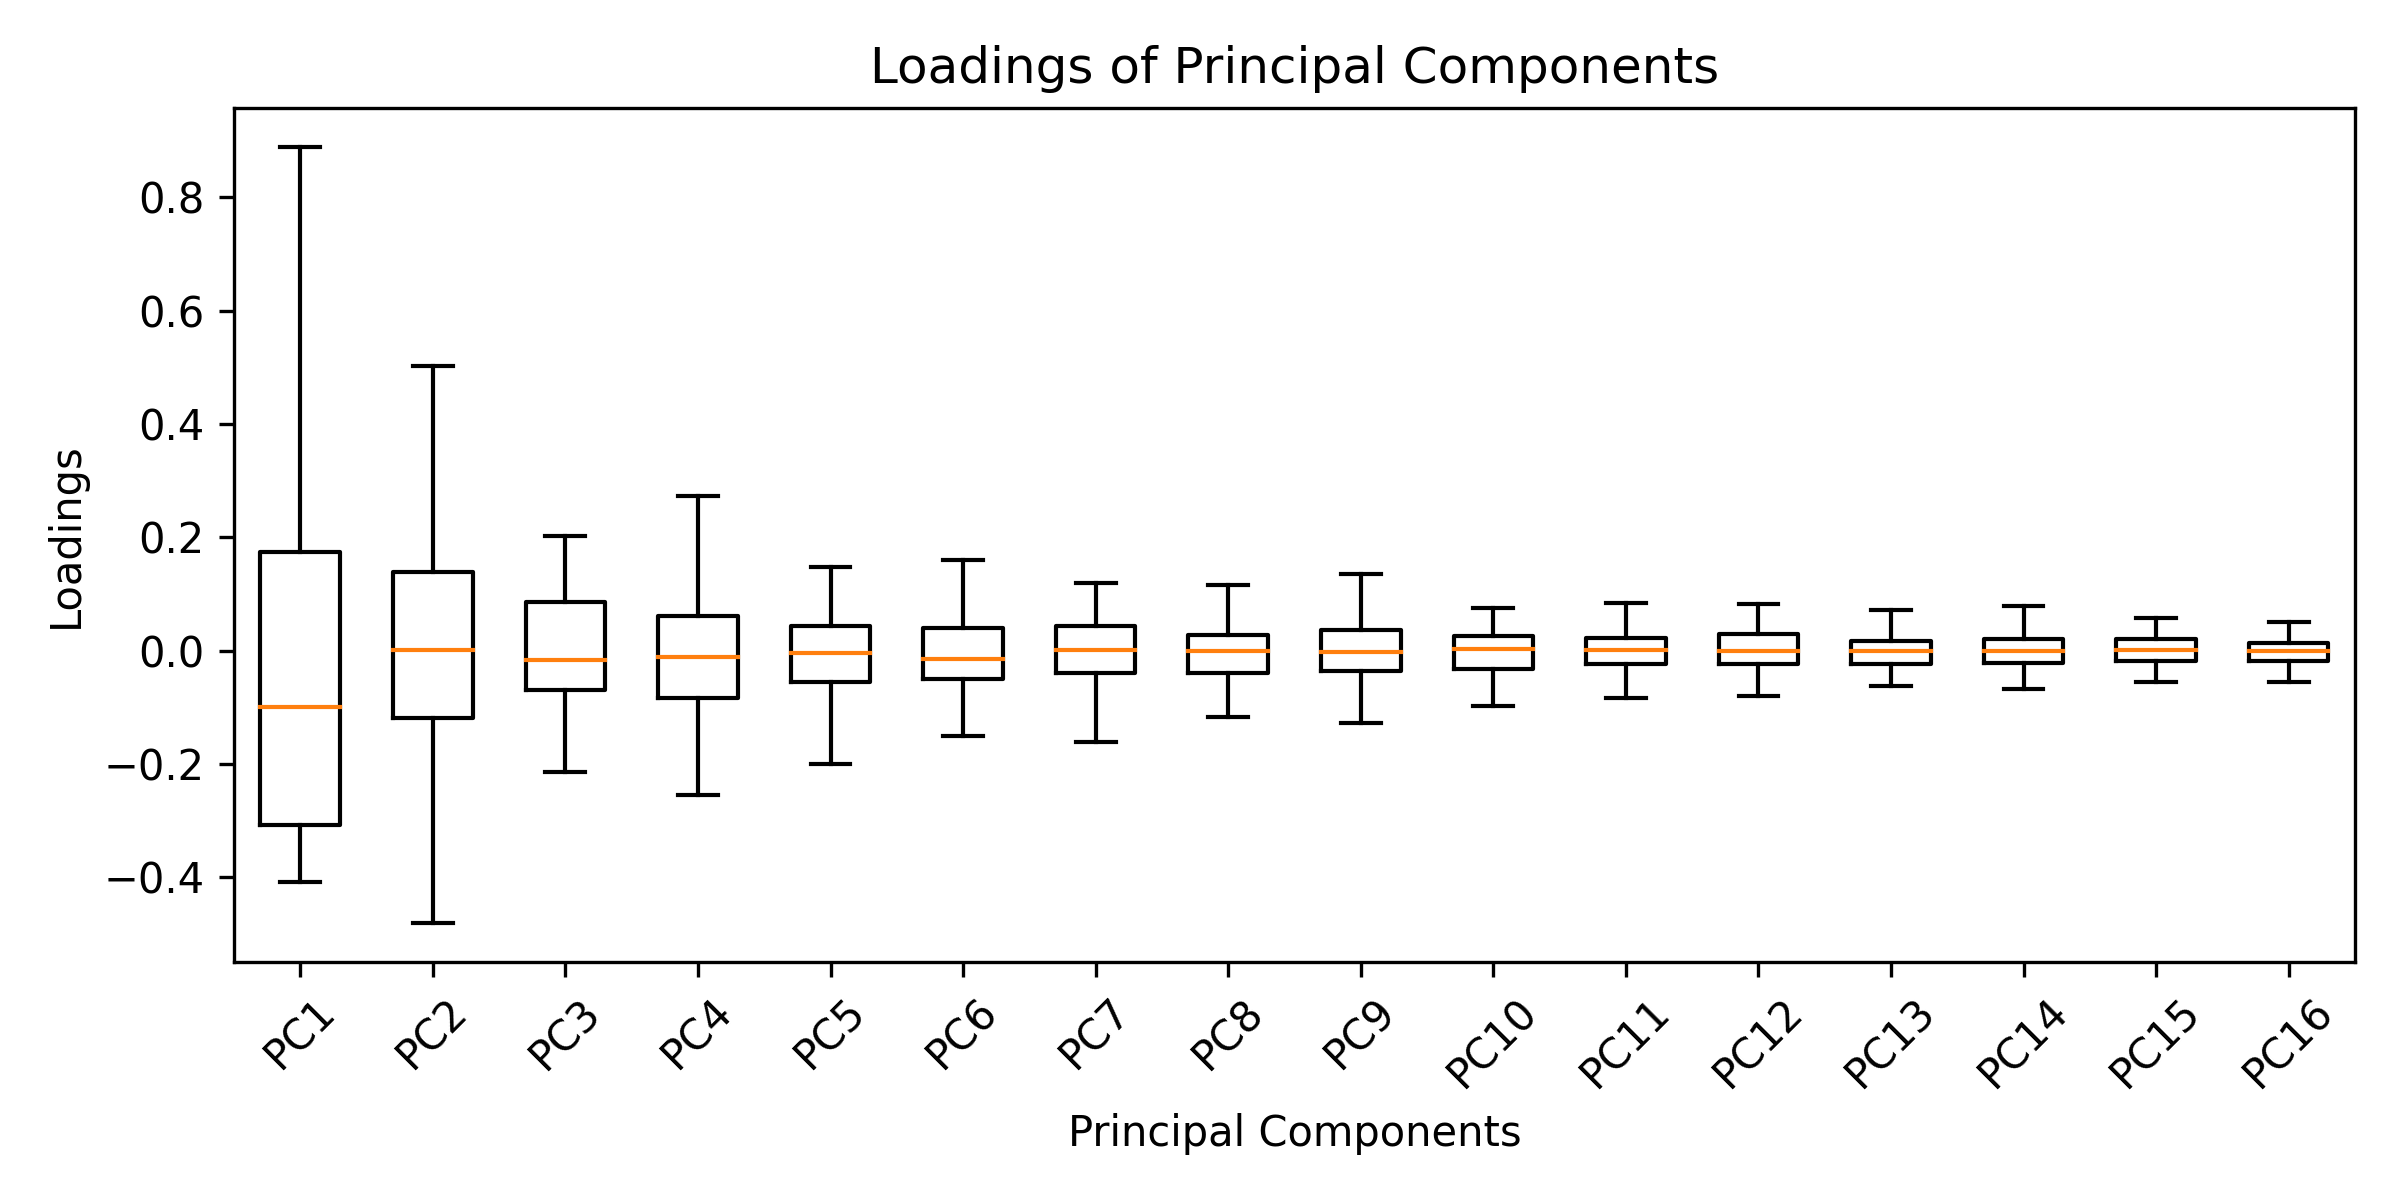 Loadings of Principal Components
0.8
0.6
0.4
0.2
0.0
−0.2
−0.4
Loadings
PC1
PC2
PC3
PC4
PC5
PC6
PC7
PC8
PC9
PC10
PC11
PC12
PC13
PC14
PC15
PC16
Principal Components